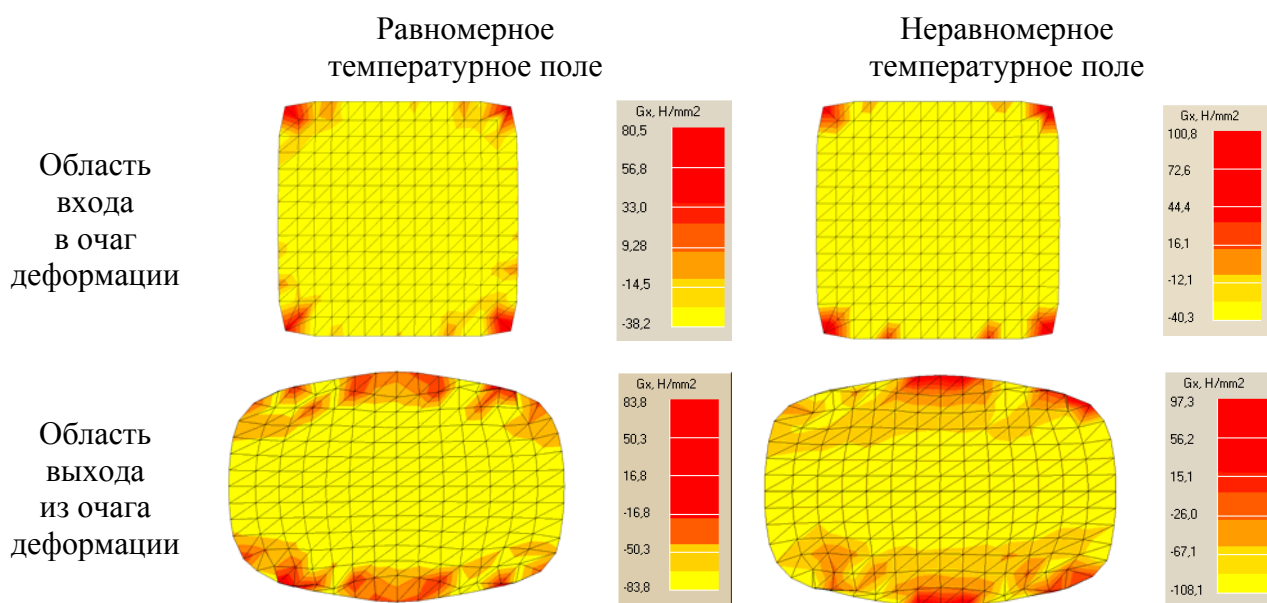 Равномерное
температурное поле
Неравномерное
температурное поле
Область
входа
в очаг
деформации
Gx, H/mm2
80,5
56,8
33,0
9,28
-14,5
-38,2
Gx, H/mm2
100,8
72,6
44,4
16,1
-12,1
-40,3
Область
выхода
из очага
деформации
Gx, H/mm2
83,8
50,3
16,8
-16,8
-50,3
-83,8
Gx, H/mm2
97,3
56,2
15,1
-26,0
-67,1
-108,1